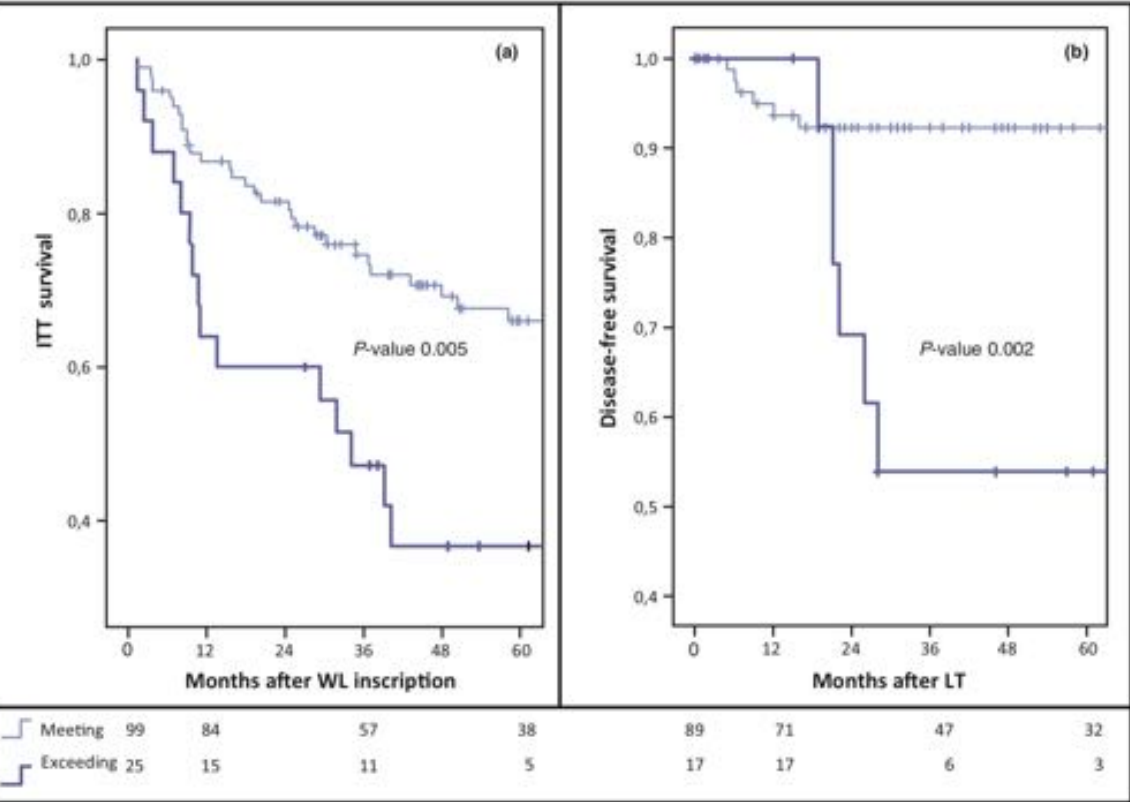 (a)
1,0
0,8
0,6
0,4
ITT survival
P-value 0.005
0 12 24 36 48 60
Months after WL inscription
(b)
1,0
0,9
0,8
0,7
0,6
0,5
0,4
Disease-free survival
P-value 0.002
0 12 24 36 48 60
Months after LT
Meeting 99 84 57 38 89 71 47 32
Exceeding 25 15 11 5 17 17 6 3